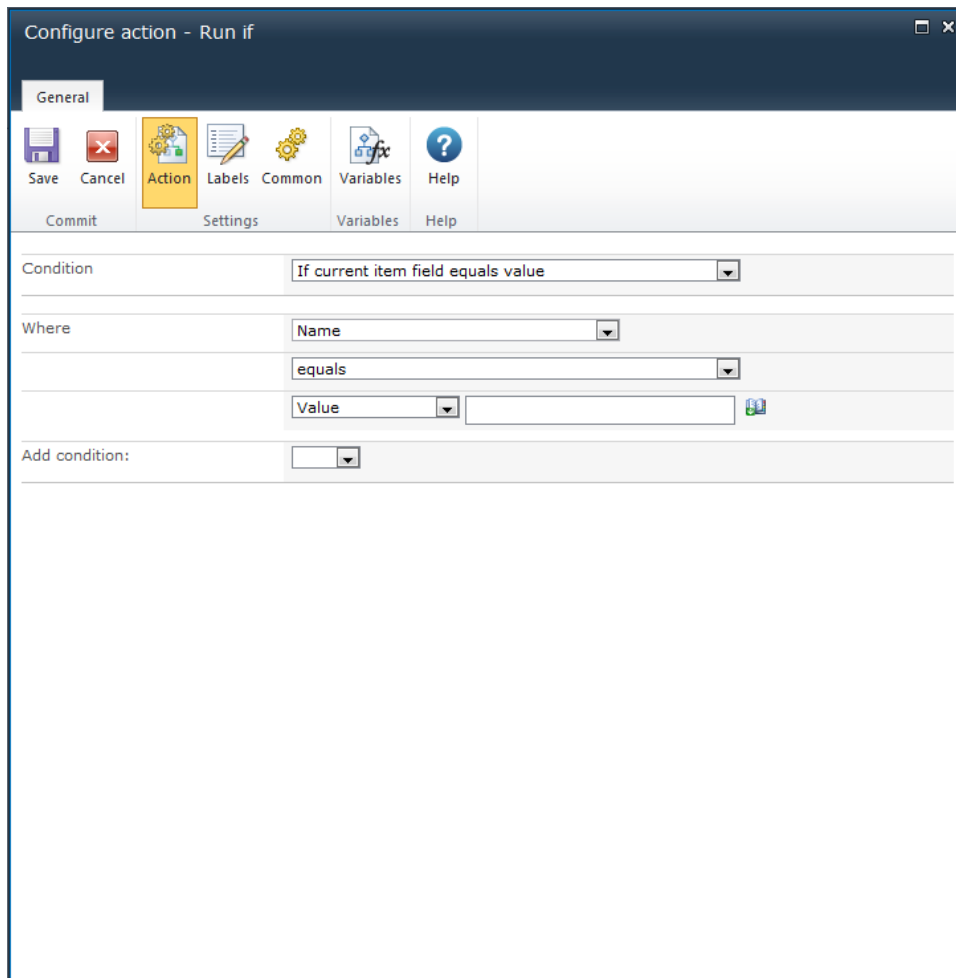 Configure action - Run if
General
Save Cancel Action Labels Common Variables Help
Commit Settings Variables Help
Condition If current item field equals value
Where Name
equals
Value
Add condition: